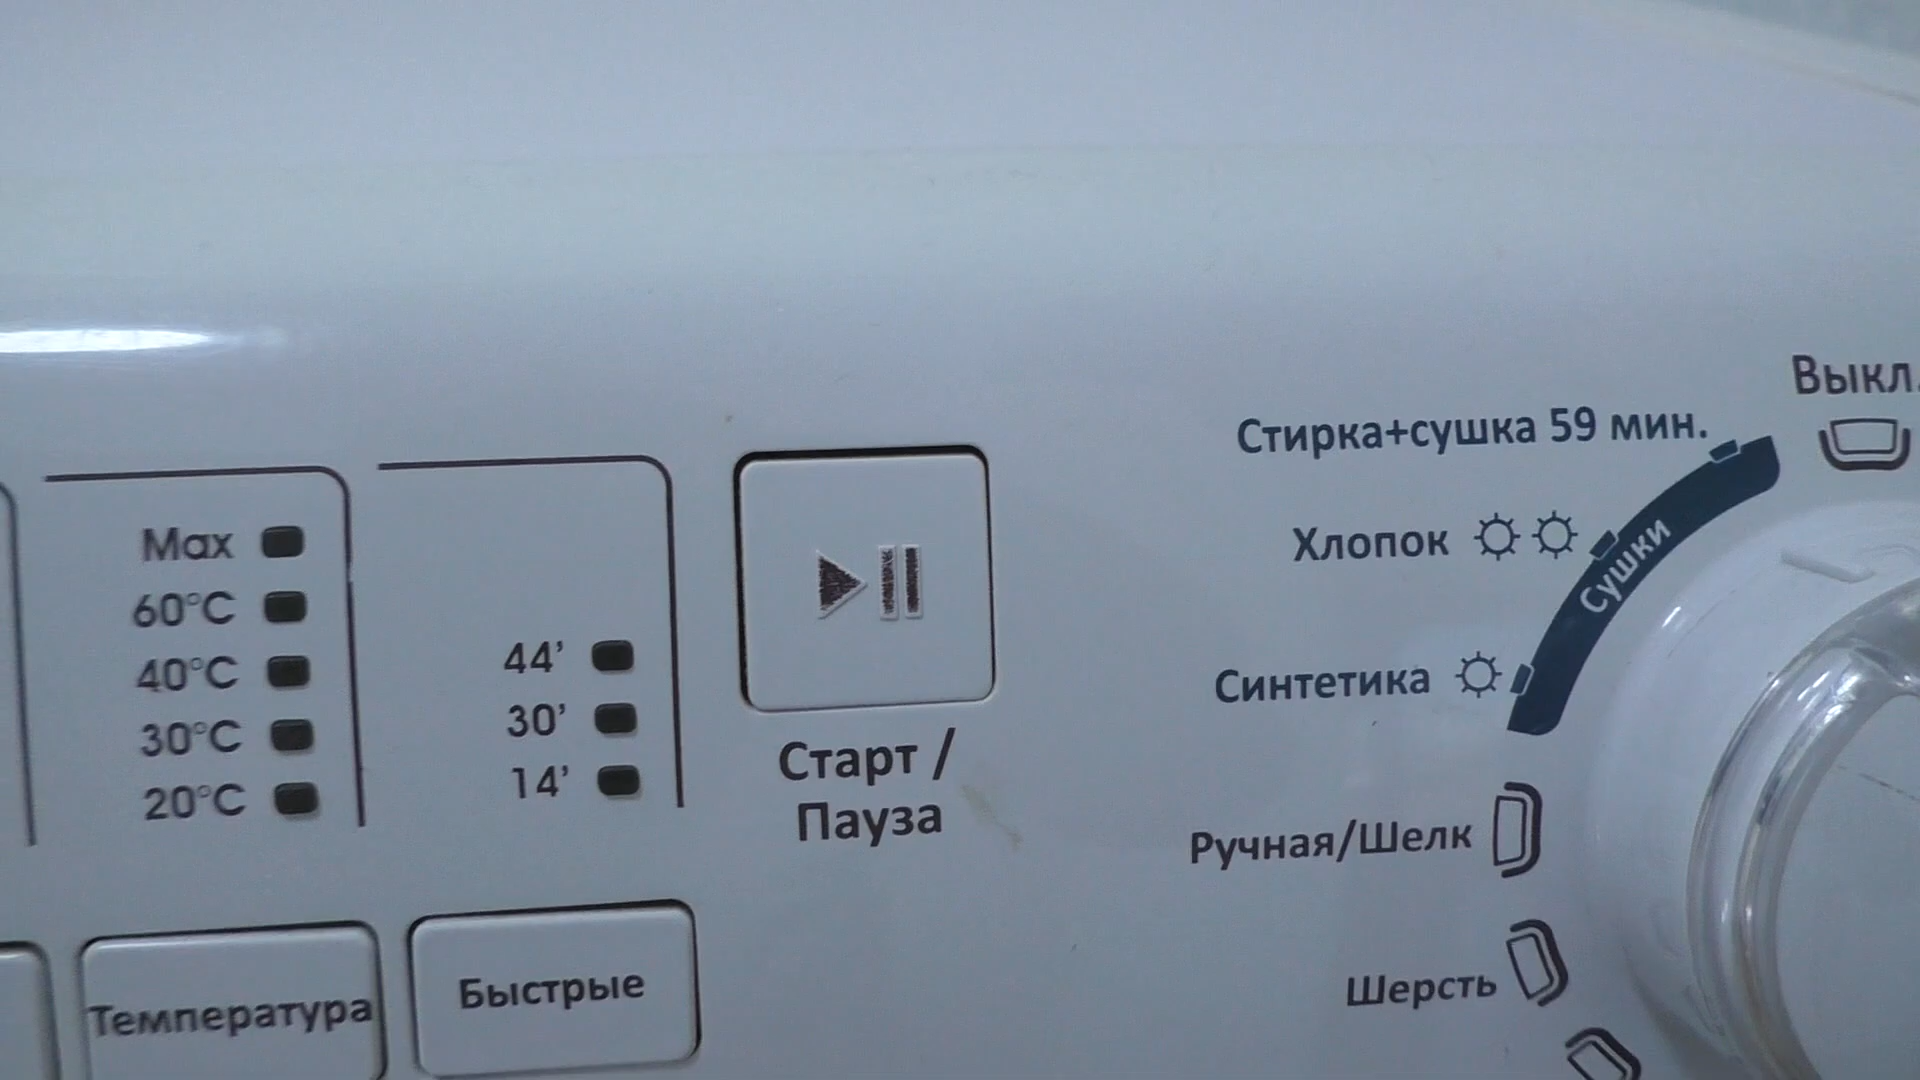 Max
60°C
40°C
30°C
20°C
Температура
44’
30’
14’
Быстрые
Старт /
Пауза
Выкл.
Стирка+сушка 59 мин.
Хлопок
Сушки
Синтетика
Ручная/Шелк
Шерсть